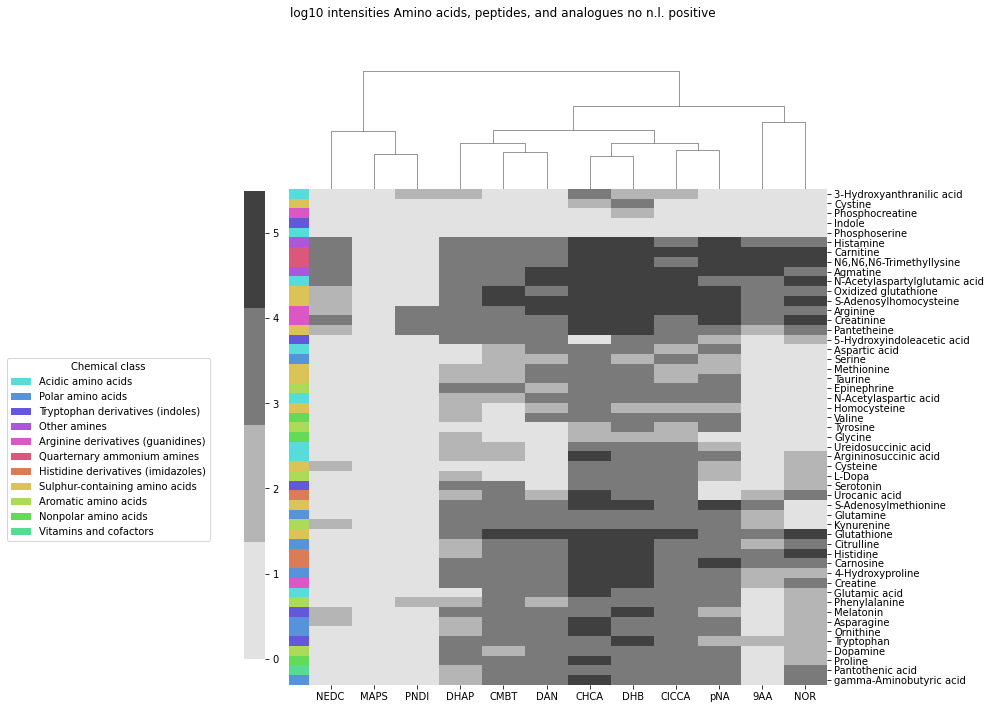 log10 intensities Amino acids, peptides, and analogues no n.l. positive
5
4
3
2
1
0
Chemical class
Acidic amino acids
Polar amino acids
Tryptophan derivatives (indoles)
Other amines
Arginine derivatives (guanidines)
Quarternary ammonium amines
Histidine derivatives (imidazoles)
Sulphur-containing amino acids
Aromatic amino acids
Nonpolar amino acids
Vitamins and cofactors
3-Hydroxyanthranilic acid
Cystine
Phosphocreatine
Indole
Phosphoserine
Histamine
Carnitine
N6,N6,N6-Trimethyllysine
Agmatine
N-Acetylaspartylglutamic acid
Oxidized glutathione
S-Adenosylhomocysteine
Arginine
Creatinine
Pantetheine
5-Hydroxyindoleacetic acid
Aspartic acid
Serine
Methionine
Taurine
Epinephrine
N-Acetylaspartic acid
Homocysteine
Valine
Tyrosine
Glycine
Ureidosuccinic acid
Argininosuccinic acid
Cysteine
L-Dopa
Serotonin
Urocanic acid
S-Adenosylmethionine
Glutamine
Kynurenine
Glutathione
Citrulline
Histidine
Carnosine
4-Hydroxyproline
Creatine
Glutamic acid
Phenylalanine
Melatonin
Asparagine
Ornithine
Tryptophan
Dopamine
Proline
Pantothenic acid
gamma-Aminobutyric acid
NEDC MAPS PNDI DHAP CMBT DAN CHCA DHB ClCCA pNA 9AA NOR